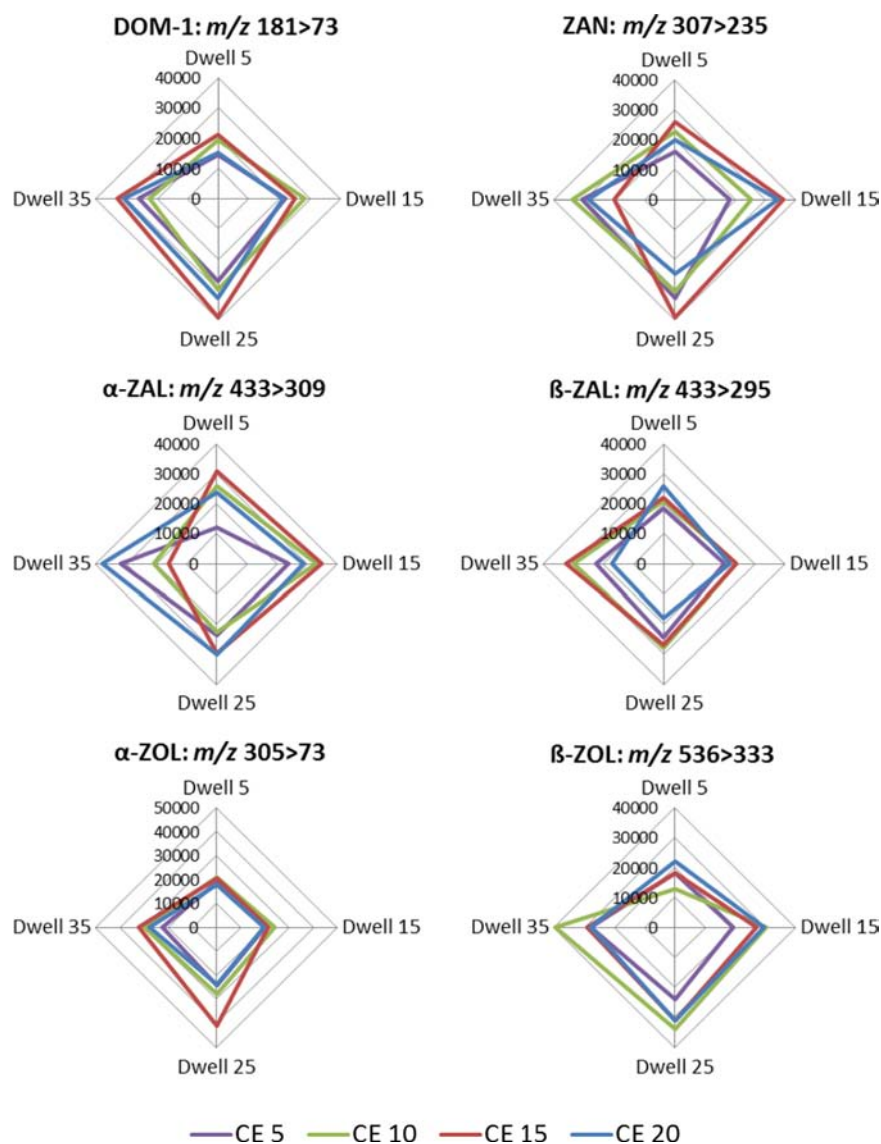 DOM-1: m/z 181>73
Dwell 5
40000
30000
20000
10000
0
Dwell 35
Dwell 15
Dwell 25
ZAN: m/z 307>235
Dwell 5
40000
30000
20000
10000
0
Dwell 35
Dwell 15
Dwell 25
α-ZAL: m/z 433>309
Dwell 5
40000
30000
20000
10000
0
Dwell 35
Dwell 15
Dwell 25
ß-ZAL: m/z 433>295
Dwell 5
40000
30000
20000
10000
0
Dwell 35
Dwell 15
Dwell 25
α-ZOL: m/z 305>73
Dwell 5
50000
40000
30000
20000
10000
0
Dwell 35
Dwell 15
Dwell 25
ß-ZOL: m/z 536>333
Dwell 5
40000
30000
20000
10000
0
Dwell 35
Dwell 15
Dwell 25
CE 5 CE 10 CE 15 CE 20